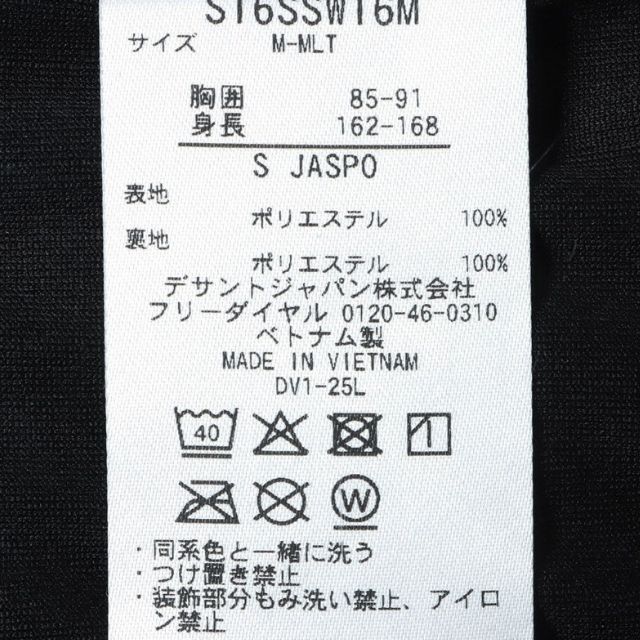 ST6SSW16M
サイズ M-MLT
胸囲 85-91
身長 162-168
S JASPO
表地
ポリエステル 100%
裏地
ポリエステル 100%
デサントジャパン株式会社
フリーダイヤル 0120-46-0310
ベトナム製
MADE IN VIETNAM
DV1-25L
40
W
・同系色と一緒に洗う
・つけ置き禁止
・装飾部分もみ洗い禁止、アイロ
ン禁止